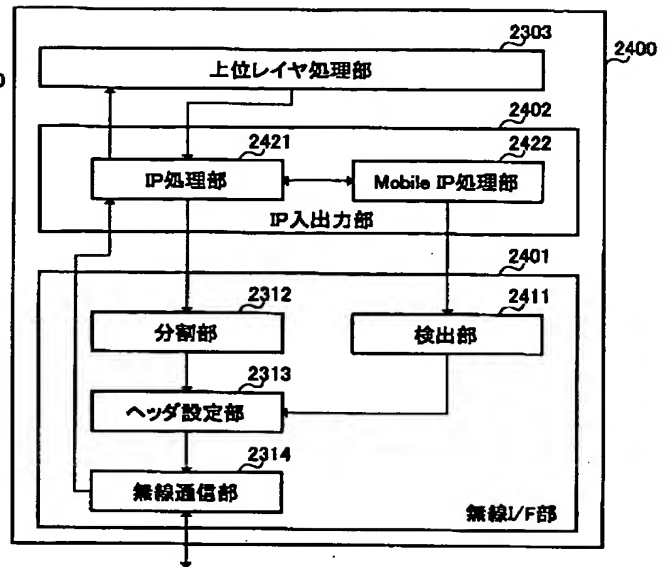 2303
2400
上位レイヤ処理部
2402
2421
2422
IP処理部
Mobile IP処理部
IP入出力部
2401
2312
2411
分割部
検出部
2313
ヘッダ設定部
2314
無線通信部
無線I/F部